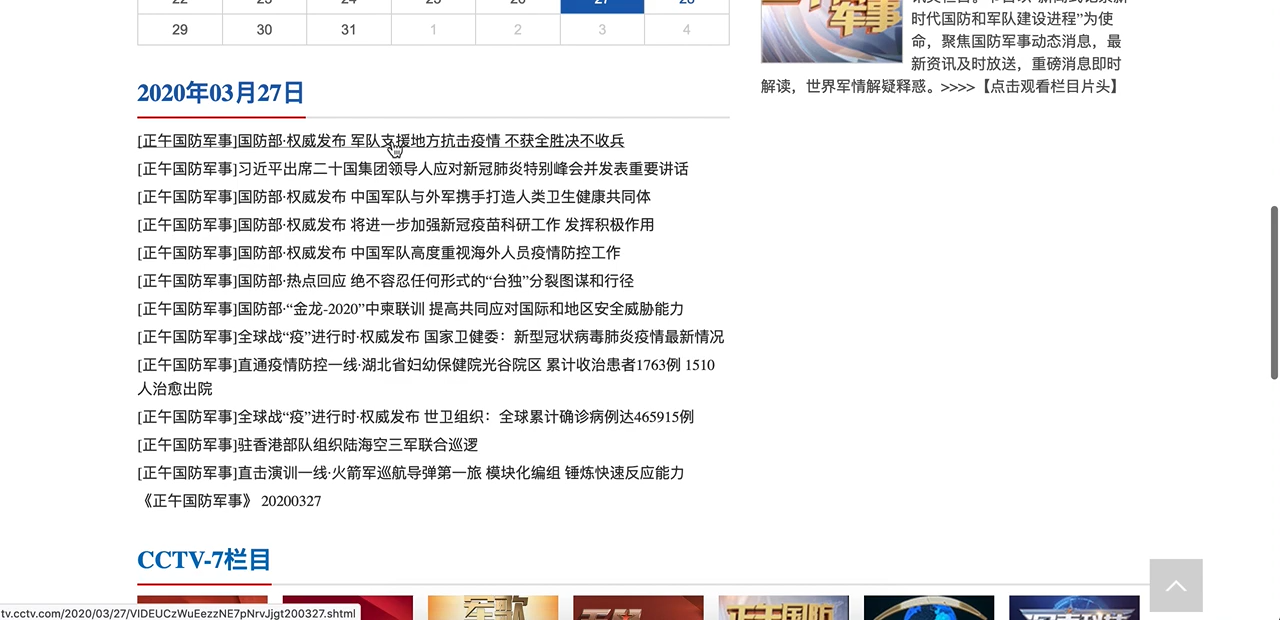 22 23 24 25 26 27 28
29 30 31 1 2 3 4
军事
时代国防和军队建设进程”为使
命，聚焦国防军事动态消息，最
新资讯及时放送，重磅消息即时
解读，世界军情解疑释惑。>>>>【点击观看栏目片头】
2020年03月27日
[正午国防军事]国防部·权威发布 军队支援地方抗击疫情 不获全胜决不收兵
[正午国防军事]习近平出席二十国集团领导人应对新冠肺炎特别峰会并发表重要讲话
[正午国防军事]国防部·权威发布 中国军队与外军携手打造人类卫生健康共同体
[正午国防军事]国防部·权威发布 将进一步加强新冠疫苗科研工作 发挥积极作用
[正午国防军事]国防部·权威发布 中国军队高度重视海外人员疫情防控工作
[正午国防军事]国防部·热点回应 绝不容忍任何形式的“台独”分裂图谋和行径
[正午国防军事]国防部·“金龙-2020”中柬联训 提高共同应对国际和地区安全威胁能力
[正午国防军事]全球战“疫”进行时·权威发布 国家卫健委：新型冠状病毒肺炎疫情最新情况
[正午国防军事]直通疫情防控一线·湖北省妇幼保健院光谷院区 累计收治患者1763例 1510
人治愈出院
[正午国防军事]全球战“疫”进行时·权威发布 世卫组织：全球累计确诊病例达465915例
[正午国防军事]驻香港部队组织陆海空三军联合巡逻
[正午国防军事]直击演训一线·火箭军巡航导弹第一旅 模块化编组 锤炼快速反应能力
《正午国防军事》 20200327
CCTV-7栏目
军歌
正午国防
tv.cctv.com/2020/03/27/VIDEUCzWuEezzNE7pNrvJjgt200327.shtml